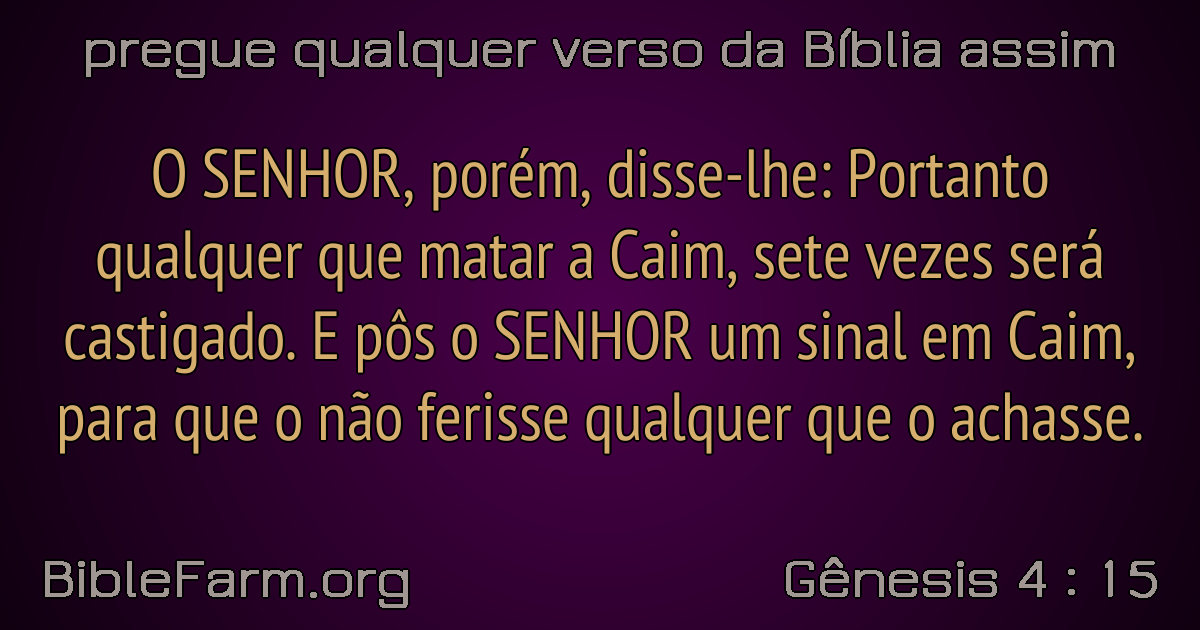 pregue qualquer verso da Bíblia assim
O SENHOR, porém, disse-lhe: Portanto
qualquer que matar a Caim, sete vezes será
castigado. E pôs o SENHOR um sinal em Caim,
para que o não ferisse qualquer que o achasse.
BibleFarm.org
Gênesis 4 : 15